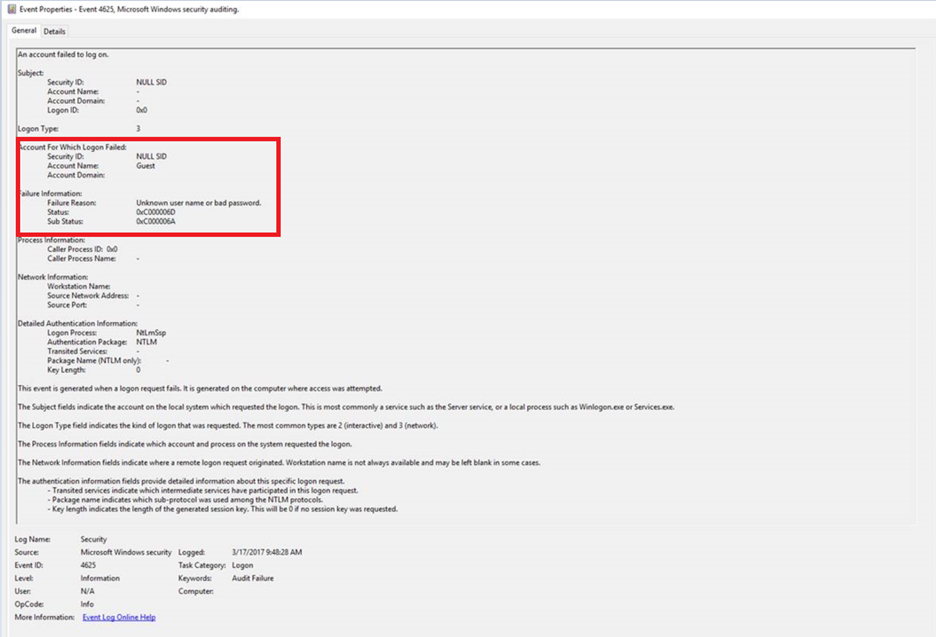 Event Properties - Event 4625, Microsoft Windows security auditing.
General Details
An account failed to log on.
Subject:
Security ID: NULL SID
Account Name: -
Account Domain: -
Logon ID: 0x0
Logon Type: 3
Account For Which Logon Failed:
Security ID: NULL SID
Account Name: Guest
Account Domain:
Failure Information:
Failure Reason: Unknown user name or bad password.
Status: 0xC000006D
Sub Status: 0xC000006A
Process Information:
Caller Process ID: 0x0
Caller Process Name: -
Network Information:
Workstation Name:
Source Network Address: -
Source Port: -
Detailed Authentication Information:
Logon Process: NtLmSsp
Authentication Package: NTLM
Transited Services: -
Package Name (NTLM only): -
Key Length: 0
This event is generated when a logon request fails. It is generated on the computer where access was attempted.
The Subject fields indicate the account on the local system which requested the logon. This is most commonly a service such as the Server service, or a local process such as Winlogon.exe or Services.exe.
The Logon Type field indicates the kind of logon that was requested. The most common types are 2 (interactive) and 3 (network).
The Process Information fields indicate which account and process on the system requested the logon.
The Network Information fields indicate where a remote logon request originated. Workstation name is not always available and may be left blank in some cases.
The authentication information fields provide detailed information about this specific logon request.
- Transited services indicate which intermediate services have participated in this logon request.
- Package name indicates which sub-protocol was used among the NTLM protocols.
- Key length indicates the length of the generated session key. This will be 0 if no session key was requested.
Log Name: Security
Source: Microsoft Windows security Logged: 3/17/2017 9:48:28 AM
Event ID: 4625 Task Category: Logon
Level: Information Keywords: Audit Failure
User: N/A Computer:
OpCode: Info
More Information: Event Log Online Help